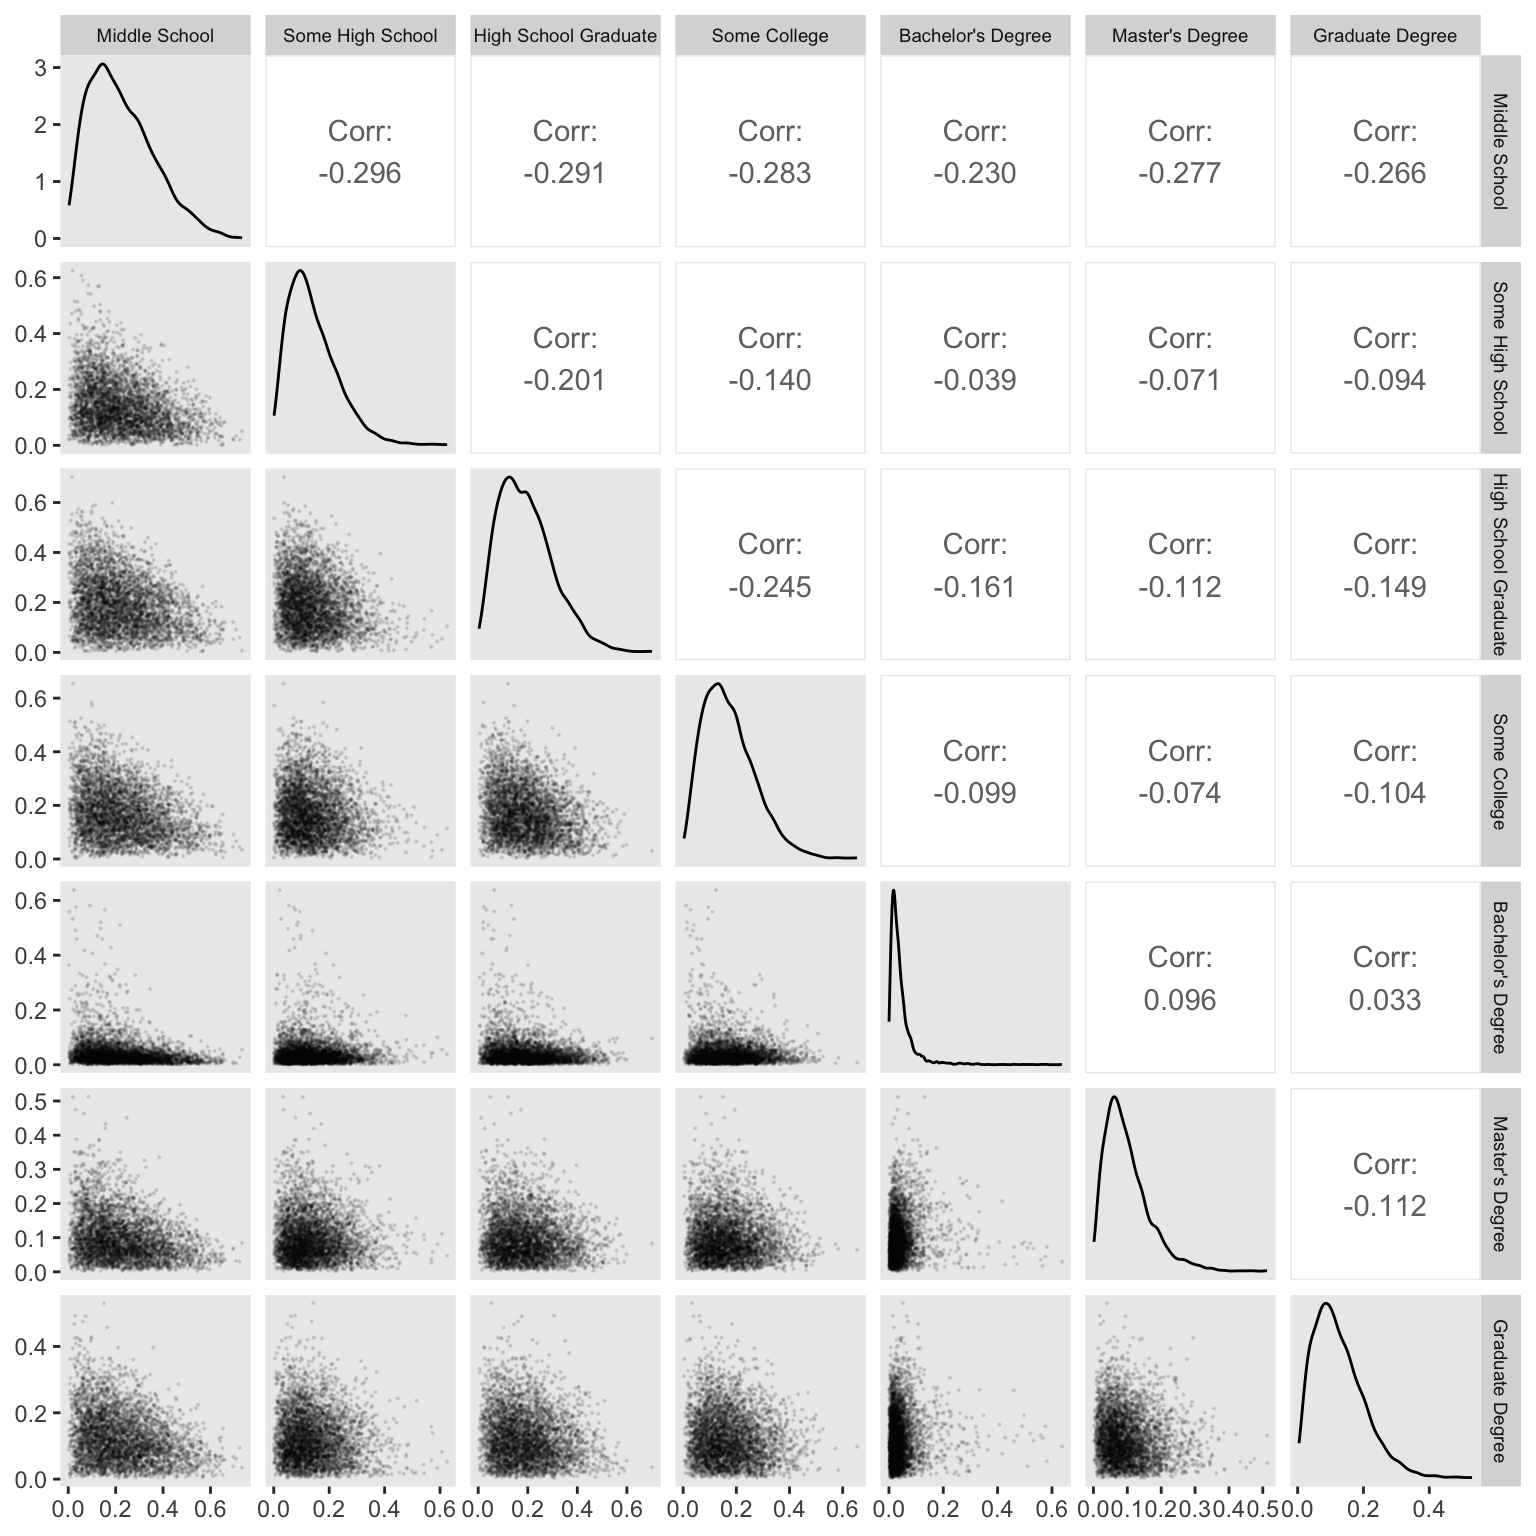 Middle School Some High School High School Graduate Some College Bachelor's Degree Master's Degree Graduate Degree
3
2
1
0
Corr:
-0.296
Corr:
-0.291
Corr:
-0.283
Corr:
-0.230
Corr:
-0.277
Corr:
-0.266
Middle School
0.6
0.4
0.2
0.0
Corr:
-0.201
Corr:
-0.140
Corr:
-0.039
Corr:
-0.071
Corr:
-0.094
Some High School
0.6
0.4
0.2
0.0
Corr:
-0.245
Corr:
-0.161
Corr:
-0.112
Corr:
-0.149
High School Graduate
0.6
0.4
0.2
0.0
Corr:
-0.099
Corr:
-0.074
Corr:
-0.104
Some College
0.6
0.4
0.2
0.0
Corr:
0.096
Corr:
0.033
Bachelor's Degree
0.5
0.4
0.3
0.2
0.1
0.0
Corr:
-0.112
Master's Degree
0.4
0.2
0.0
Graduate Degree
0.0 0.2 0.4 0.6 0.0 0.2 0.4 0.6 0.0 0.2 0.4 0.6 0.0 0.2 0.4 0.6 0.0 0.2 0.4 0.6 0.0 0.1 0.2 0.3 0.4 0.5 0.0 0.2 0.4